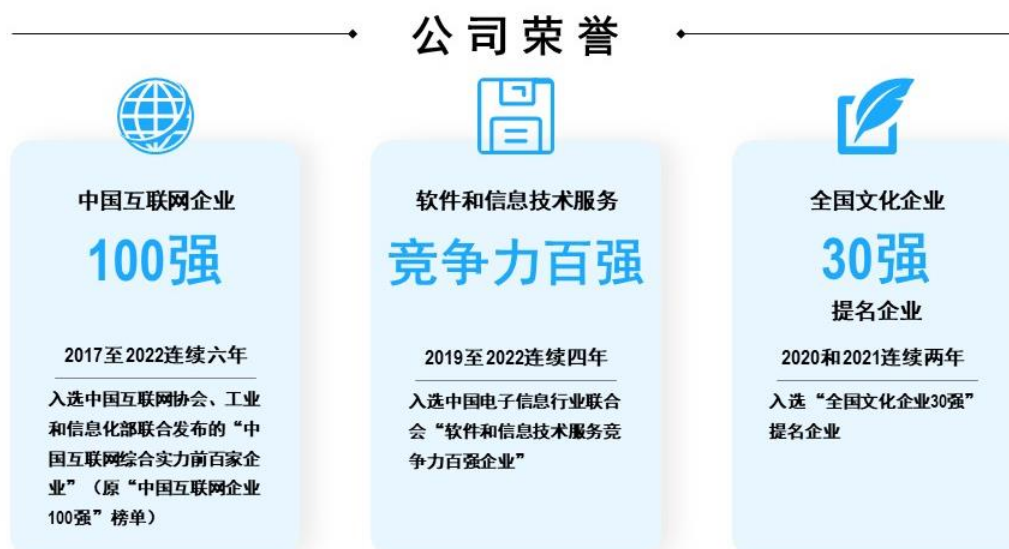 公司荣誉
中国互联网企业
100强
2017至2022连续六年
入选中国互联网协会、工业
和信息化部联合发布的“中
国互联网综合实力前百家企
业”（原“中国互联网企业
100强”榜单）
软件和信息技术服务
竞争力百强
2019至2022连续四年
入选中国电子信息行业联合
会“软件和信息技术服务竞
争力百强企业”
全国文化企业
30强
提名企业
2020和2021连续两年
入选“全国文化企业30强”
提名企业